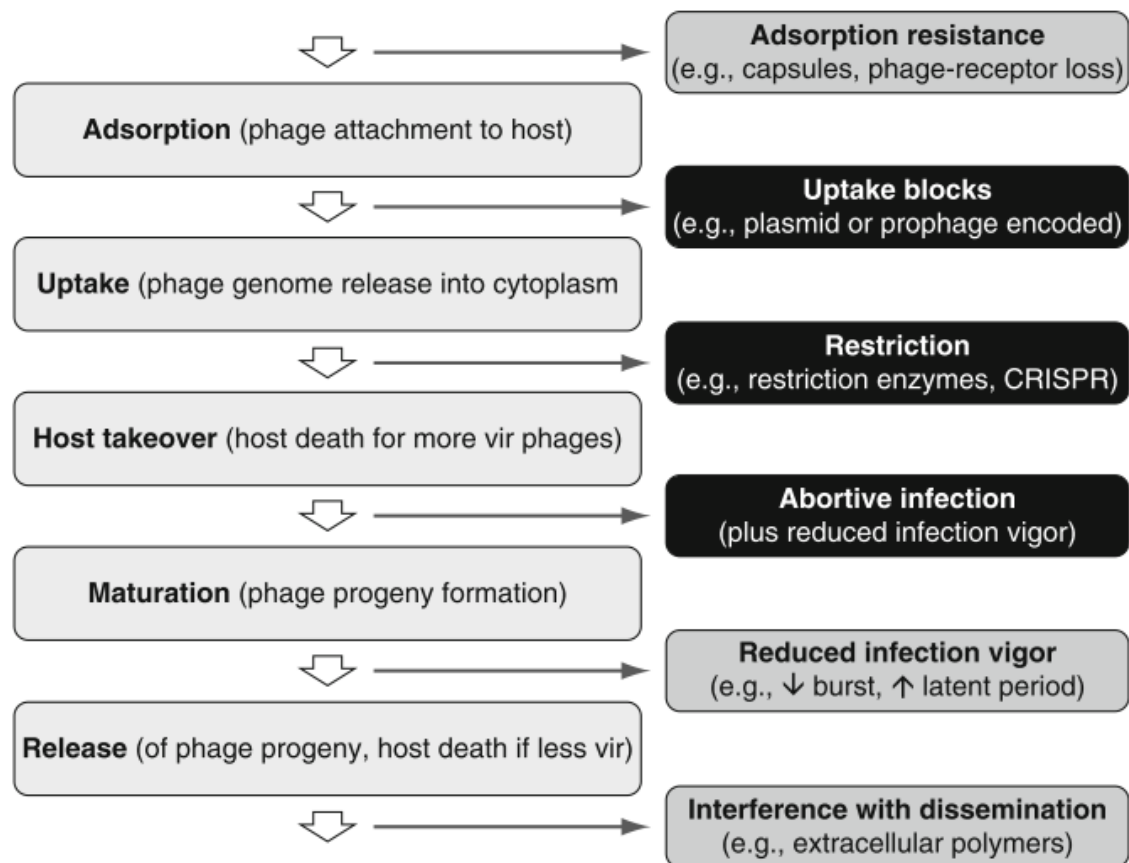 Adsorption resistance
(e.g., capsules, phage-receptor loss)
Adsorption (phage attachment to host)
Uptake blocks
(e.g., plasmid or prophage encoded)
Uptake (phage genome release into cytoplasm
Restriction
(e.g., restriction enzymes, CRISPR)
Host takeover (host death for more vir phages)
Abortive infection
(plus reduced infection vigor)
Maturation (phage progeny formation)
Reduced infection vigor
(e.g., ↓ burst, ↑ latent period)
Release (of phage progeny, host death if less vir)
Interference with dissemination
(e.g., extracellular polymers)